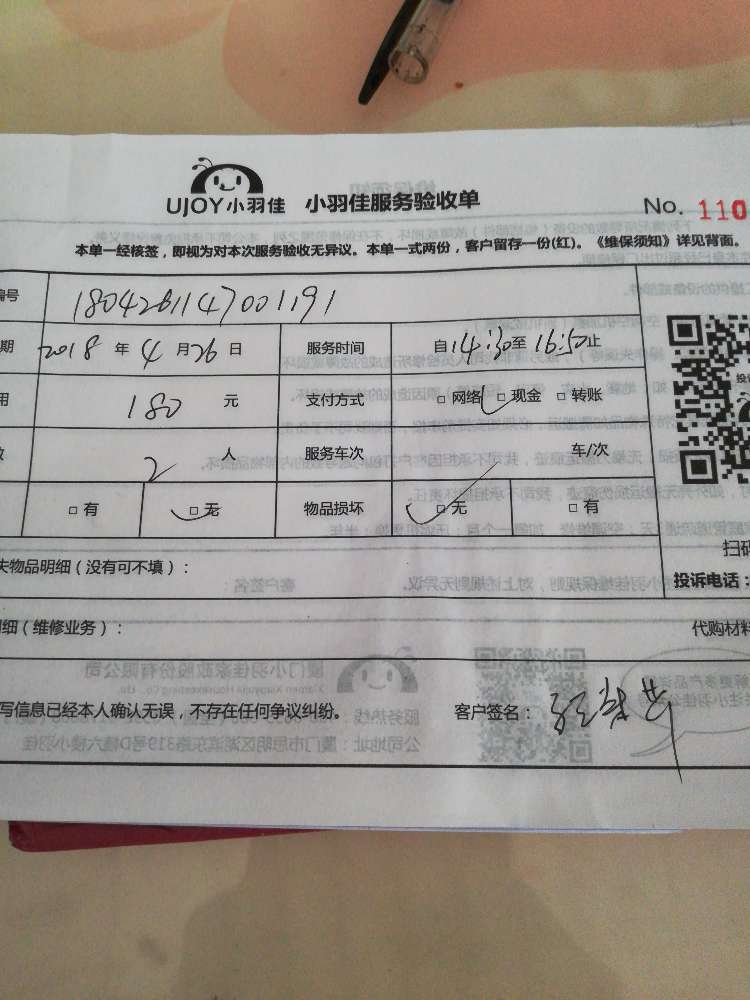 UJOY小羽佳 小羽佳服务验收单 No. 110
本单一经核签，即视为对本次服务验收无异议。本单一式两份，客户留存一份(红)。《维保须知》详见背面。
编号 1804261147001191
期 2018 年 4 月 26 日 服务时间 自 14:30 至 16:50 止
用 180 元 支付方式 □ 网络 □ 现金 □ 转账
数 2 人 服务车次 车/次
□ 有 □ 无 物品损坏 □ 无 □ 有
失物品明细（没有可不填）： 扫码
投诉电话：
细（维修业务）： 代购材料
写信息已经本人确认无误，不存在任何争议纠纷。 客户签名：